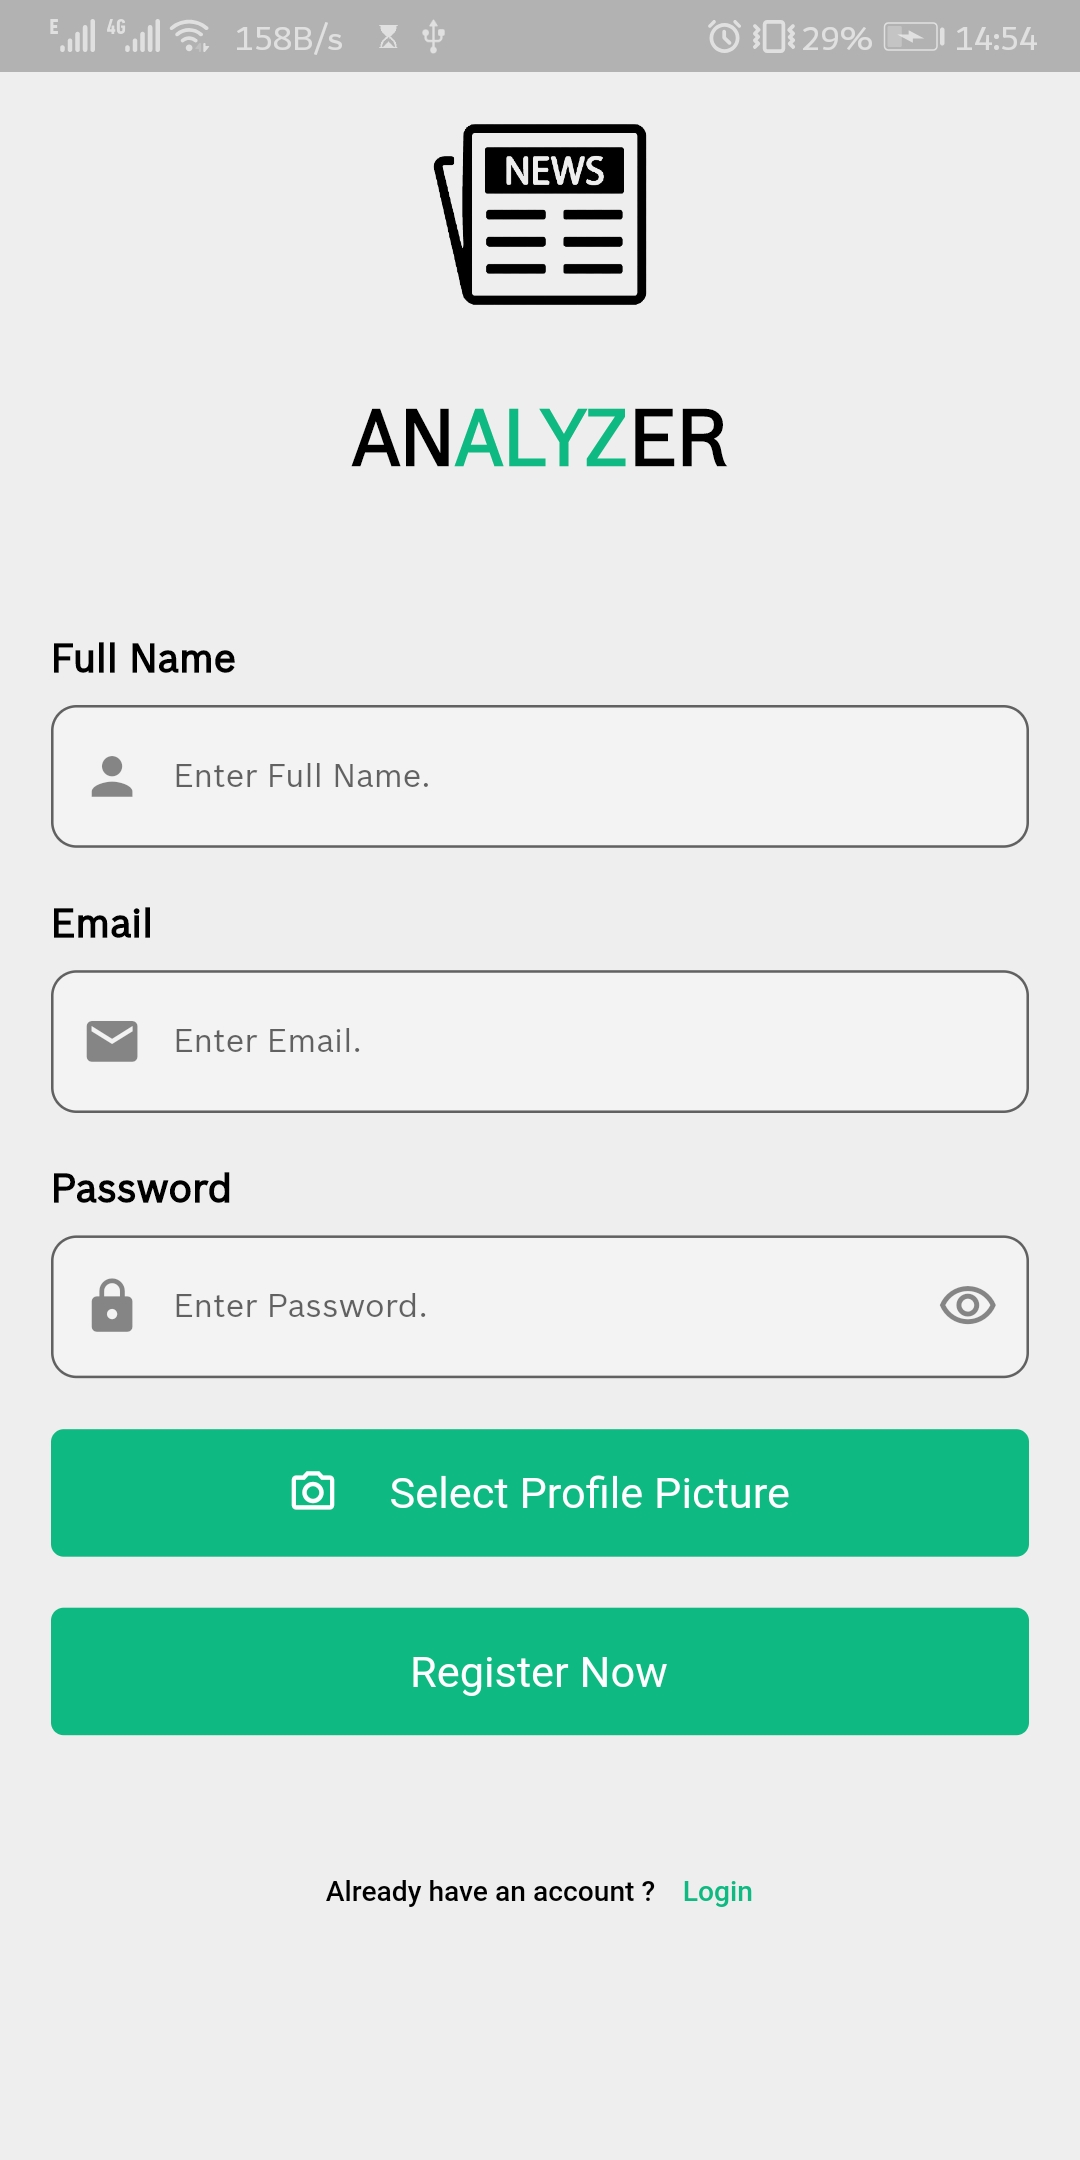 E 4G 158B/s 29% 14:54
NEWS
ANALYZER
Full Name
Enter Full Name.
Email
Enter Email.
Password
Enter Password.
Select Profile Picture
Register Now
Already have an account ? Login